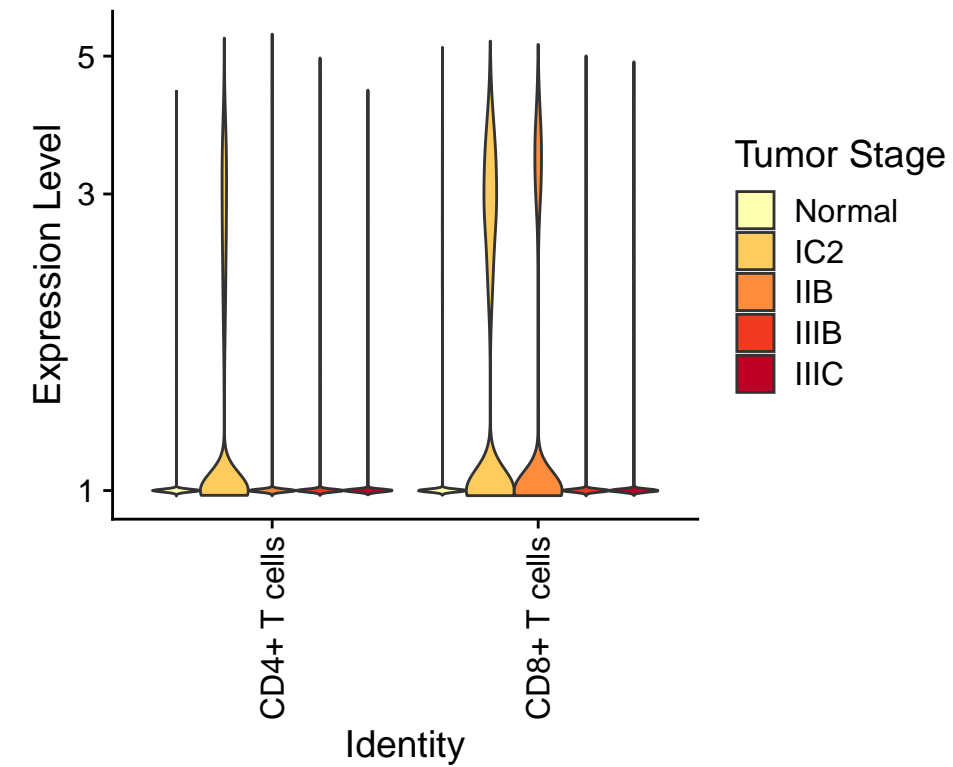 5
3
1
Expression Level
CD4+ T cells
CD8+ T cells
Identity
Tumor Stage
Normal
IC2
IIB
IIIB
IIIC